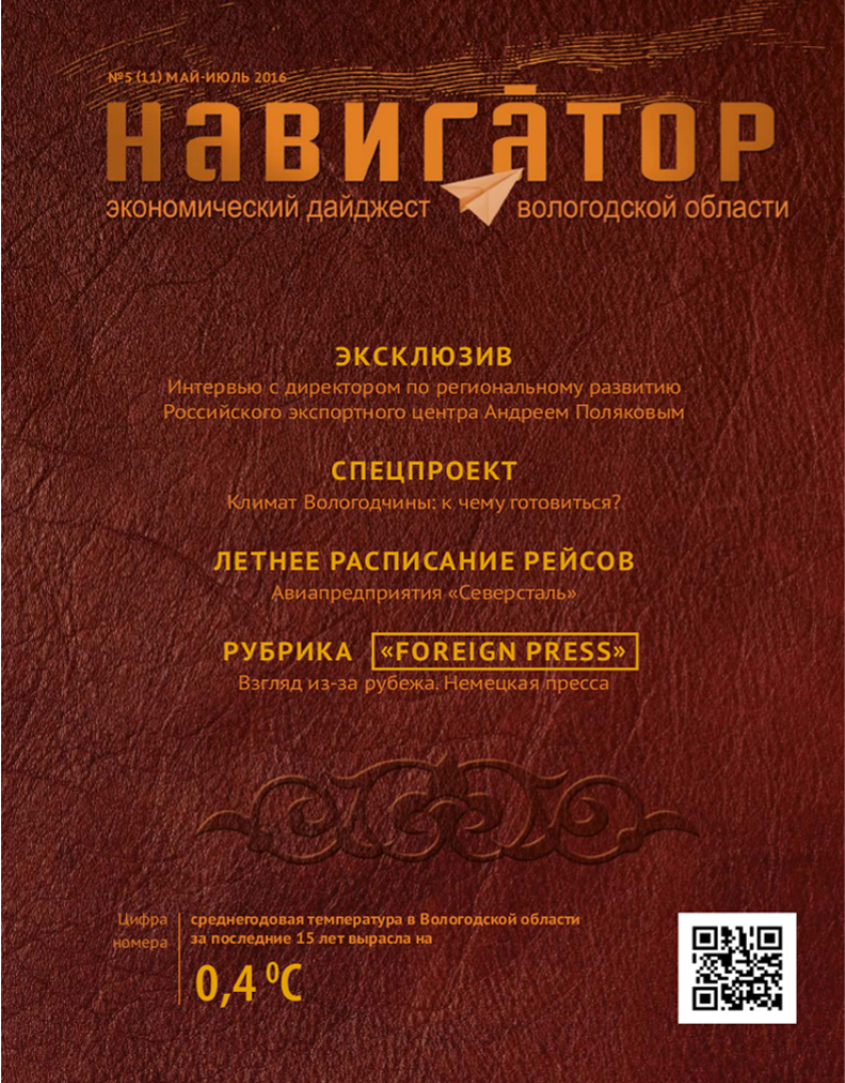 №5 (11) МАЙ-ИЮЛЬ 2016
НАВИГАТОР
экономический дайджест вологодской области
ЭКСКЛЮЗИВ
Интервью с директором по региональному развитию
Российского экспортного центра Андреем Поляковым
СПЕЦПРОЕКТ
Климат Вологодчины: к чему готовиться?
ЛЕТНЕЕ РАСПИСАНИЕ РЕЙСОВ
Авиапредприятия «Северсталь»
РУБРИКА «FOREIGN PRESS»
Взгляд из-за рубежа. Немецкая пресса
Цифра
номера
среднегодовая температура в Вологодской области
за последние 15 лет выросла на
0,4 ⁰C